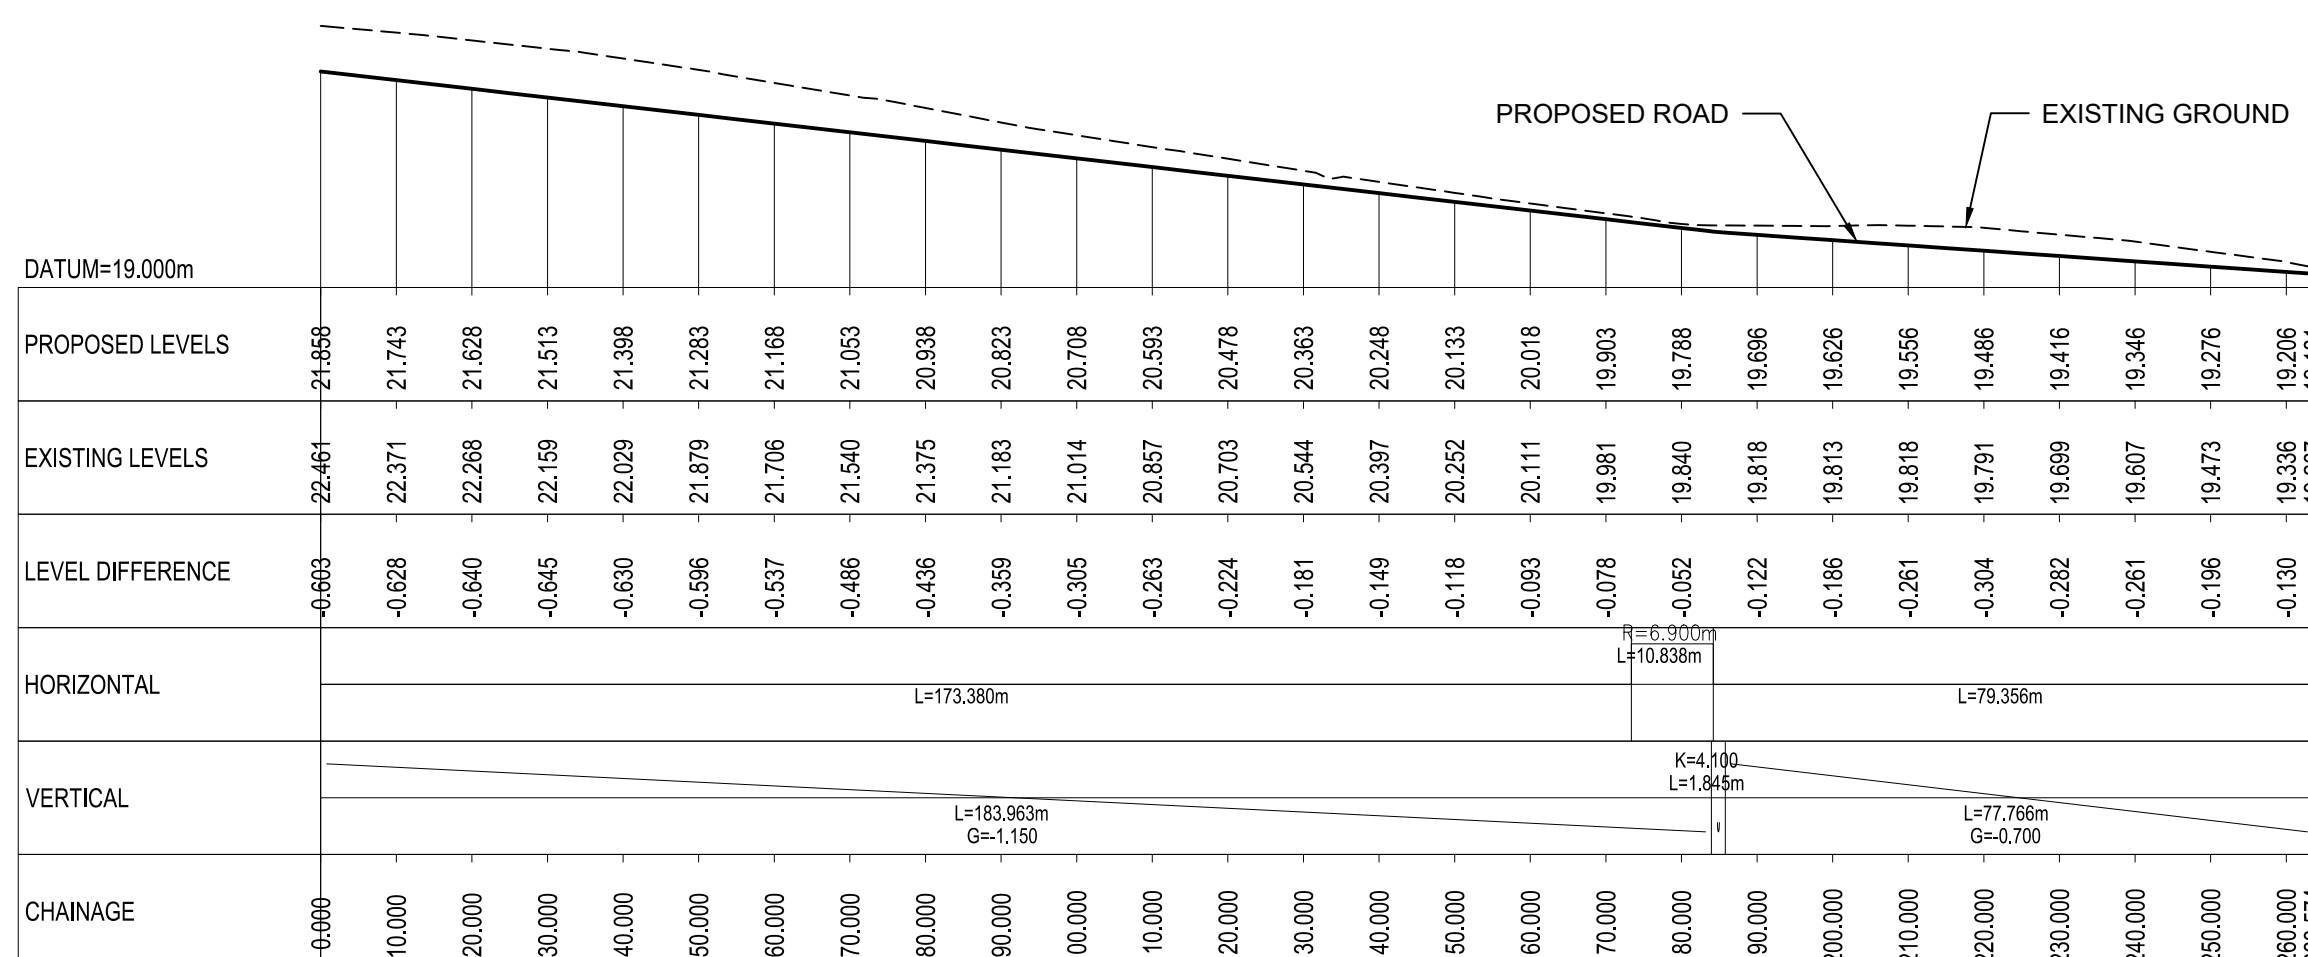 PROPOSED ROAD
EXISTING GROUND
DATUM=19.000m
PROPOSED LEVELS 21.858 21.743 21.628 21.513 21.398 21.283 21.168 21.053 20.938 20.823 20.708 20.593 20.478 20.363 20.248 20.133 20.018 19.903 19.788 19.696 19.626 19.556 19.486 19.416 19.346 19.276 19.206
EXISTING LEVELS 22.461 22.371 22.268 22.159 22.029 21.879 21.706 21.540 21.375 21.183 21.014 20.857 20.703 20.544 20.397 20.252 20.111 19.981 19.840 19.818 19.813 19.818 19.791 19.699 19.607 19.473 19.336
LEVEL DIFFERENCE -0.603 -0.628 -0.640 -0.645 -0.630 -0.596 -0.537 -0.486 -0.436 -0.359 -0.305 -0.263 -0.224 -0.181 -0.149 -0.118 -0.093 -0.078 -0.052 -0.122 -0.186 -0.261 -0.304 -0.282 -0.261 -0.196 -0.130
R=6.900m
L=10.838m
HORIZONTAL
L=173.380m L=79.356m
K=4.100
L=1.845m
VERTICAL
L=183.963m L=77.766m
G=-1.150 G=-0.700
CHAINAGE 0.000 10.000 20.000 30.000 40.000 50.000 60.000 70.000 80.000 90.000 00.000 10.000 20.000 30.000 40.000 50.000 60.000 70.000 80.000 90.000 200.000 210.000 220.000 230.000 240.000 250.000 260.000